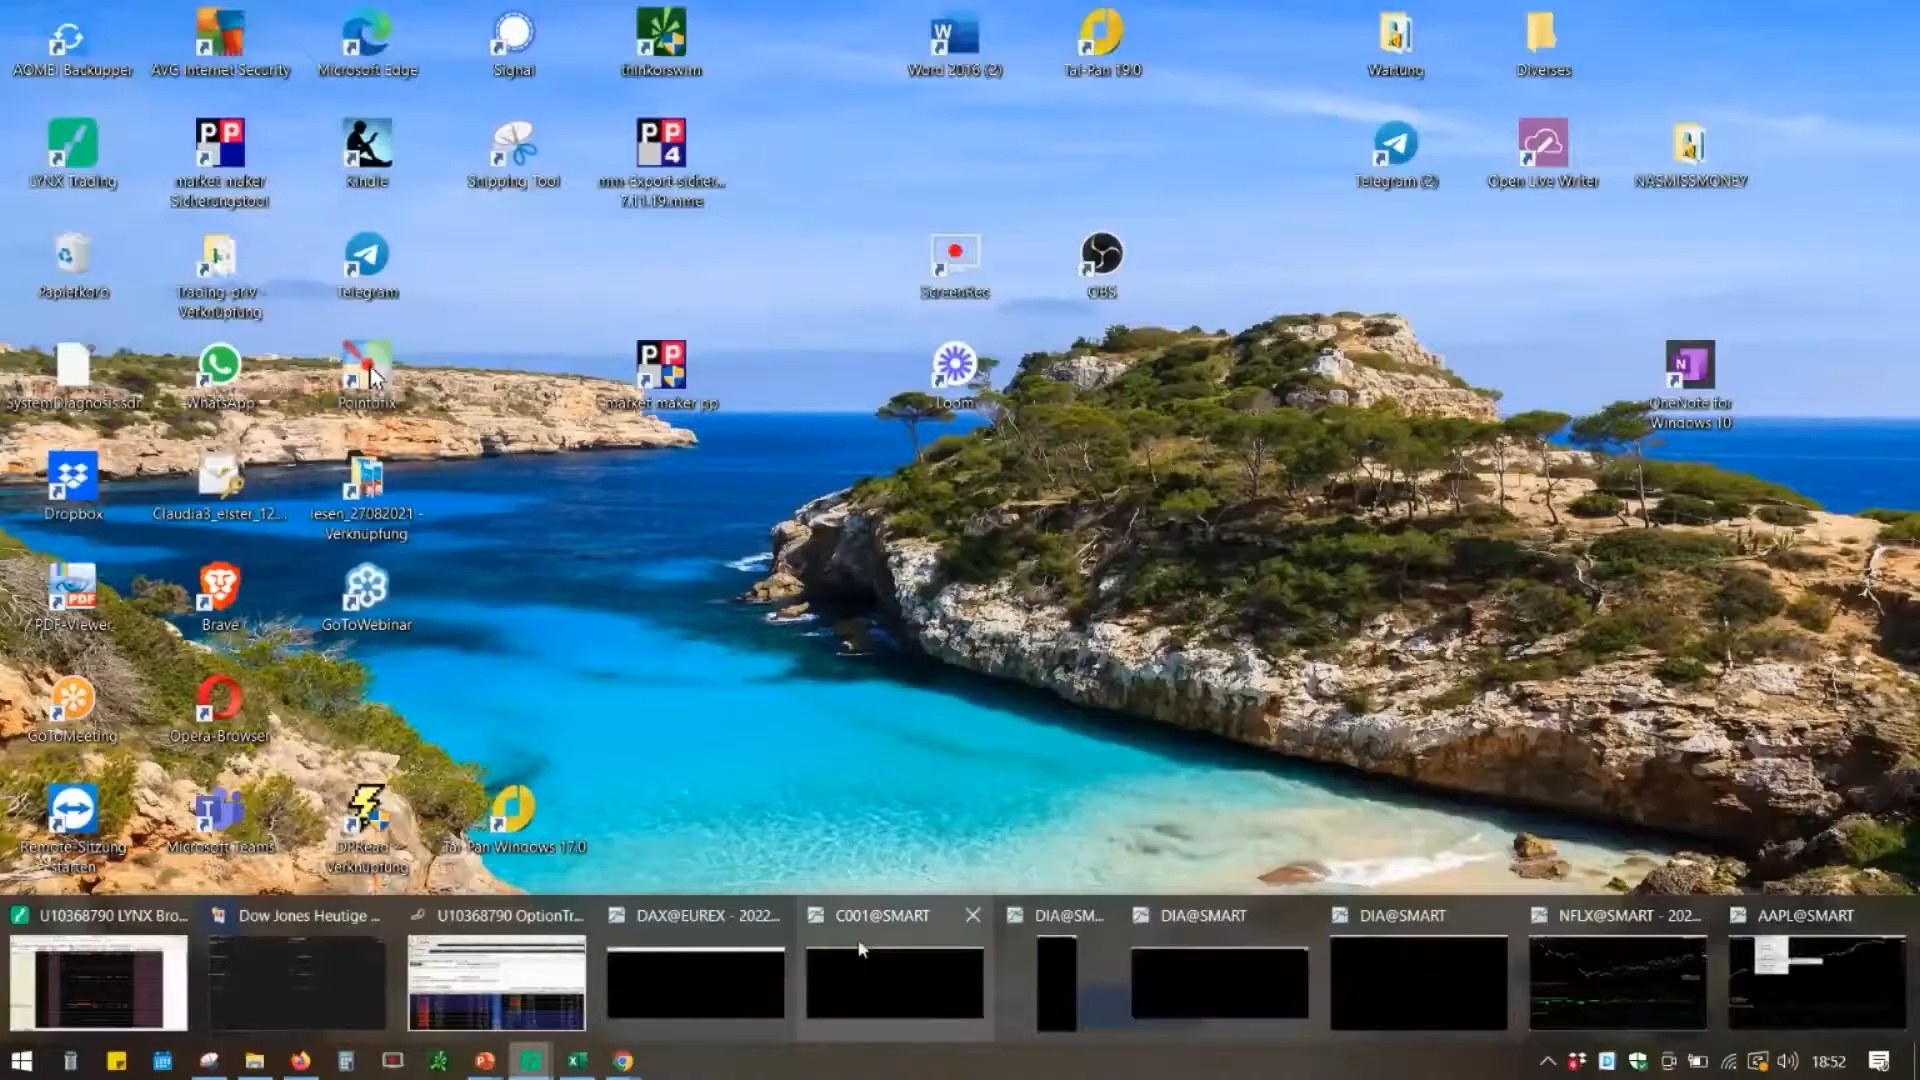 AOMEI Backupper
AVG Internet Security
Microsoft Edge
Signal
thinkorswim
Word 2016 (2)
Tai-Pan 19.0
Wartung
Diverses
LYNX Trading
market maker
Sicherungstool
Kindle
Snipping Tool
mm-Export-sicher...
7.11.19.mme
Telegram (2)
Open Live Writer
NASMISSMONEY
Papierkorb
Trading-priv -
Verknüpfung
Telegram
ScreenRec
OBS
SystemDiagnosis.sdr
WhatsApp
Pointofix
market maker pp
Loom
OneNote for
Windows 10
Dropbox
Claudia3_elster_12...
lesen_27082021 -
Verknüpfung
PDF-Viewer
Brave
GoToWebinar
GoToMeeting
Opera-Browser
Remote-Sitzung
starten
Microsoft Teams
DPRead
Verknüpfung
Tai-Pan Windows 17.0
U10368790 LYNX Bro...
Dow Jones Heutige ...
U10368790 OptionTr...
DAX@EUREX - 2022...
C001@SMART
DIA@SM...
DIA@SMART
DIA@SMART
NFLX@SMART - 202...
AAPL@SMART
18:52